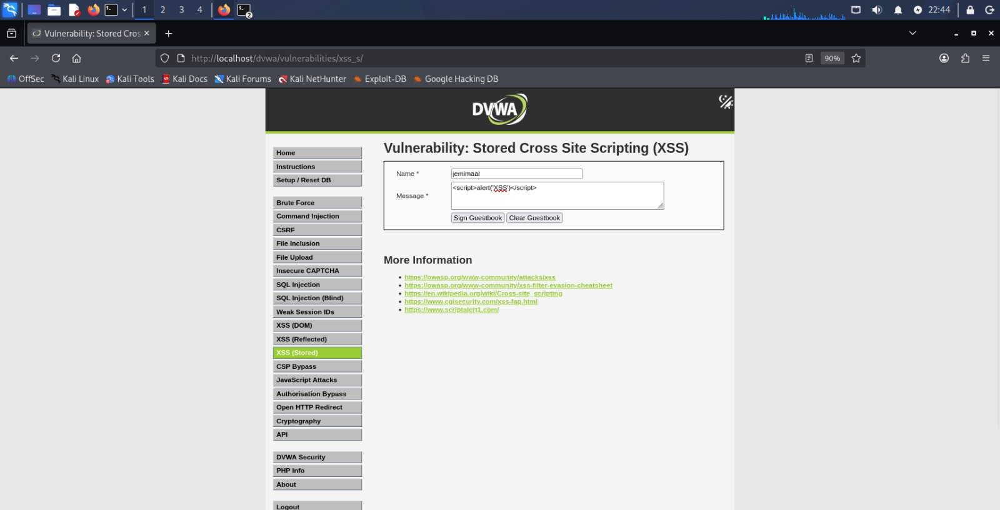 1 2 3 4 2 22:44
Vulnerability: Stored Cros
http://localhost/dvwa/vulnerabilities/xss_s/ 90%
OffSec Kali Linux Kali Tools Kali Docs Kali Forums Kali NetHunter Exploit-DB Google Hacking DB
DVWA
Home
Instructions
Setup / Reset DB
Brute Force
Command Injection
CSRF
File Inclusion
File Upload
Insecure CAPTCHA
SQL Injection
SQL Injection (Blind)
Weak Session IDs
XSS (DOM)
XSS (Reflected)
XSS (Stored)
CSP Bypass
JavaScript Attacks
Authorisation Bypass
Open HTTP Redirect
Cryptography
API
DVWA Security
PHP Info
About
Logout
Vulnerability: Stored Cross Site Scripting (XSS)
Name * jemimaal
Message * <script>alert('XSS')</script>
Sign Guestbook Clear Guestbook
More Information
https://owasp.org/www-community/attacks/xss
https://owasp.org/www-community/xss-filter-evasion-cheatsheet
https://en.wikipedia.org/wiki/Cross-site_scripting
https://www.cgisecurity.com/xss-faq.html
https://www.scriptalert1.com/